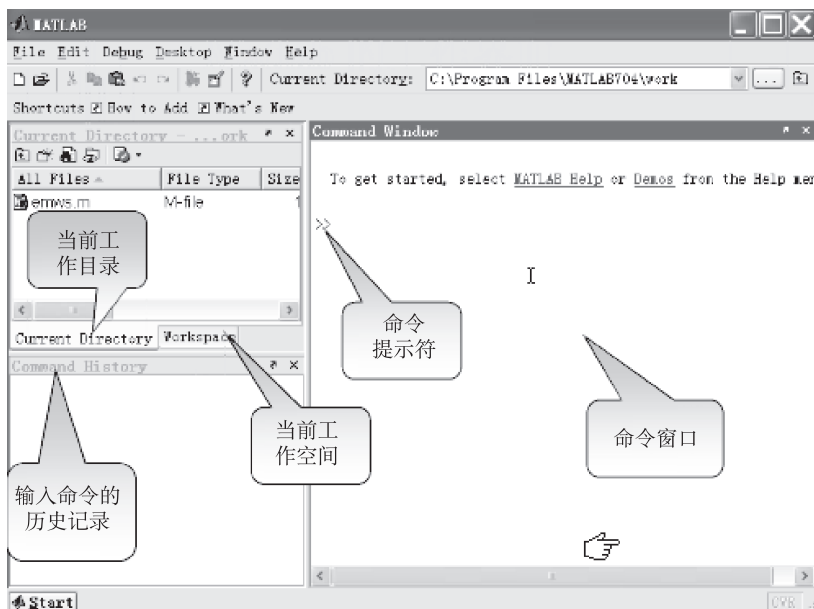 MATLAB
File Edit Debug Desktop Window Help
Current Directory: C:\Program Files\MATLAB704\work
Shortcuts How to Add What's New
Current Directory - ...ork
All Files File Type Size
emws.m M-file 1
当前工
作目录
Current Directory Workspace
Command History
输入命令的
历史记录
当前工
作空间
Command Window
To get started, select MATLAB Help or Demos from the Help mer
>>
命令
提示符
命令窗口
Start
OVR